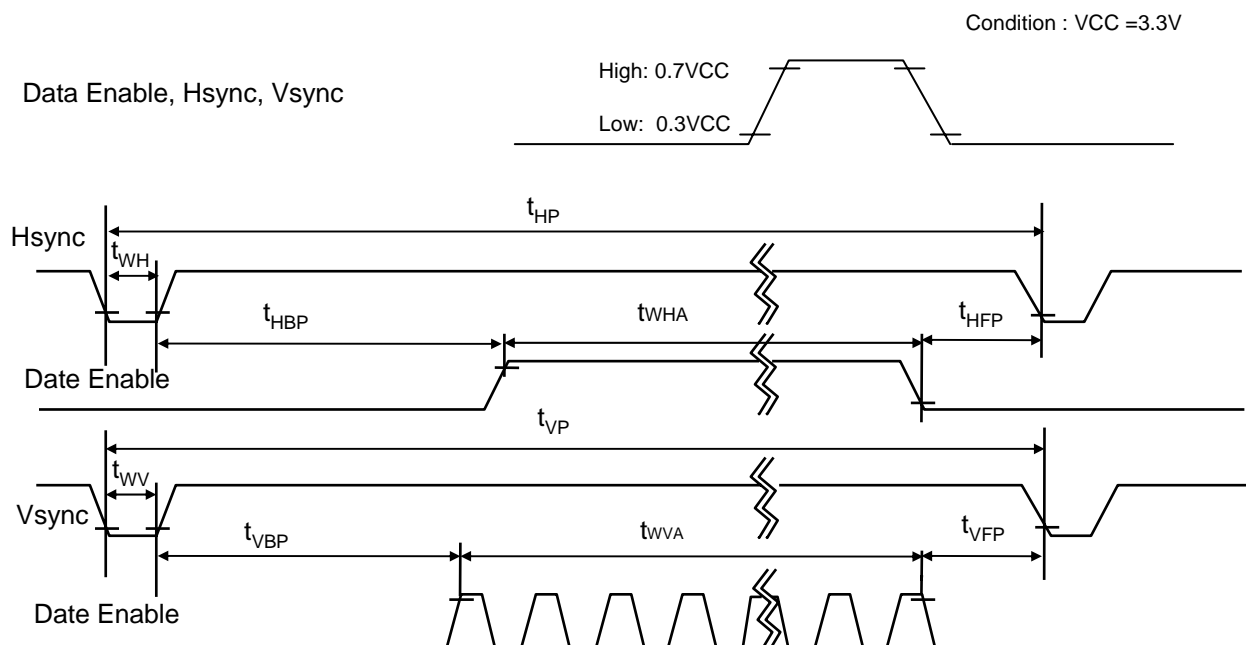 Condition : VCC =3.3V
High: 0.7VCC
Data Enable, Hsync, Vsync
Low: 0.3VCC
tHP
Hsync
tWH
tHBP
tWHA
tHFP
Date Enable
tVP
tWV
Vsync
tVBP
tWVA
tVFP
Date Enable